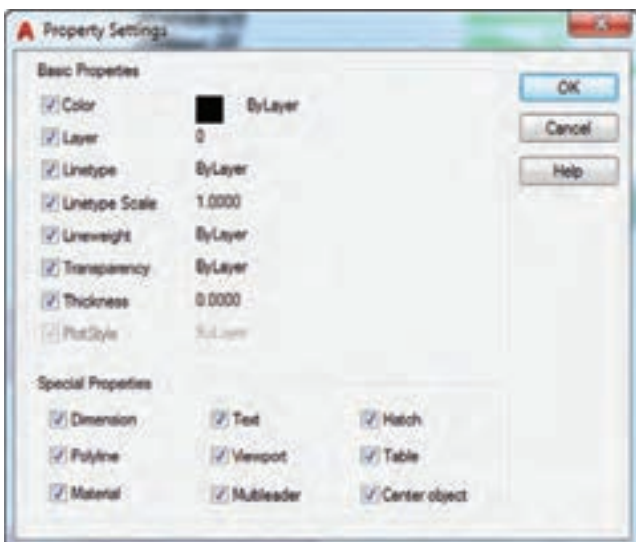 Property Settings
Basic Properties
OK
Color ByLayer
Cancel
Layer 0
Linetype ByLayer
Help
Linetype Scale 1.0000
Lineweight ByLayer
Transparency ByLayer
Thickness 0.0000
PlotStyle ByLayer
Special Properties
Dimension Text Hatch
Polyline Viewport Table
Material Multileader Center object